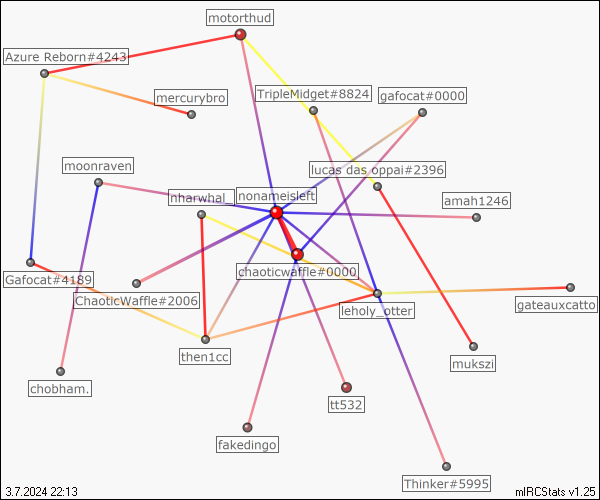 motorthud
Azure Reborn#4243
mercurybro
TripleMidget#8824
gafocat#0000
moonraven
lucas das oppai#2396
nharwhal_
nonameisleft
amah1246
chaoticwaffle#0000
Gafocat#4189
ChaoticWaffle#2006
leholy_otter
gateauxcatto
then1cc
mukszi
chobham.
tt532
fakedingo
Thinker#5995
3.7.2024 22:13
mIRCStats v1.25